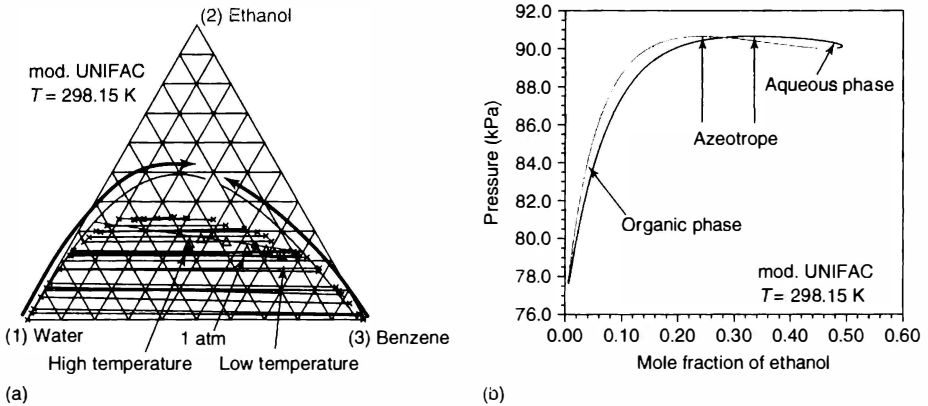 (2) Ethanol
mod. UNIFAC
T = 298.15 K
(1) Water
1 atm
(3) Benzene
High temperature
Low temperature
(a)
Pressure (kPa)
92.0
90.0
88.0
86.0
84.0
82.0
80.0
78.0
76.0
Aqueous phase
Azeotrope
Organic phase
mod. UNIFAC
T = 298.15 K
0.00 0.10 0.20 0.30 0.40 0.50 0.60
Mole fraction of ethanol
(b)